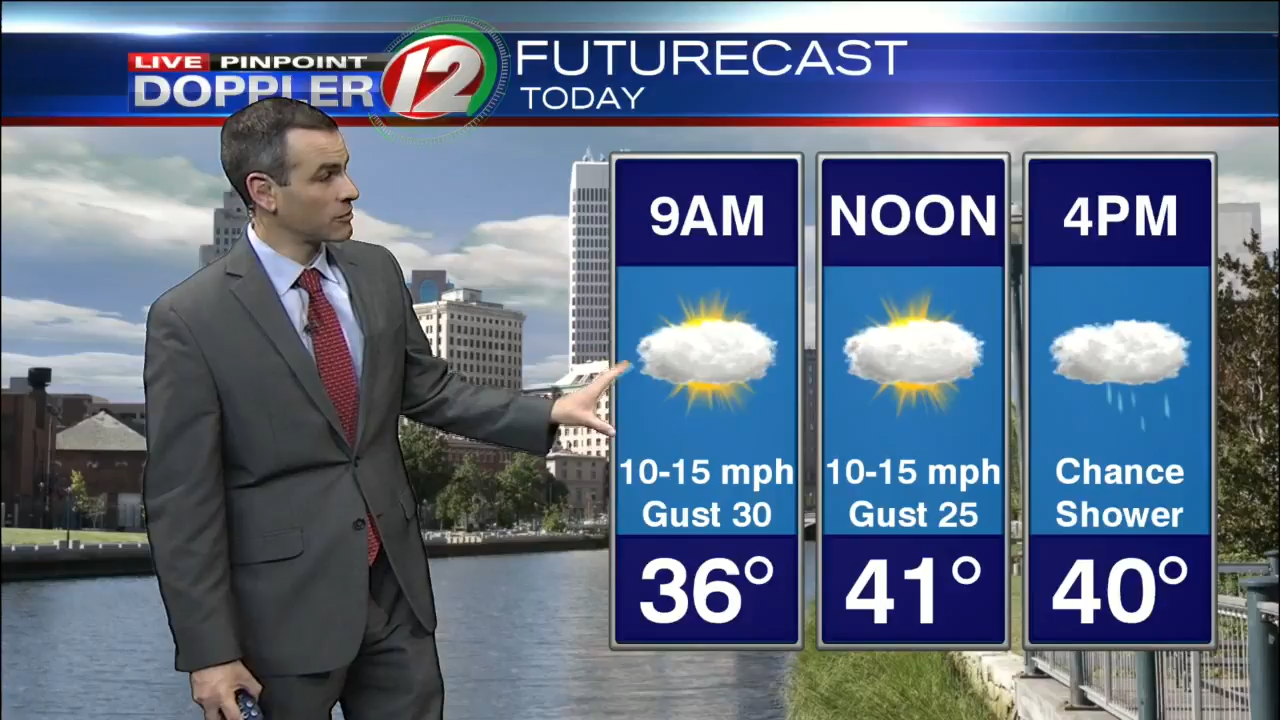 LIVE PINPOINT
DOPPLER 12
FUTURECAST
TODAY
9AM
10-15 mph
Gust 30
36°
NOON
10-15 mph
Gust 25
41°
4PM
Chance
Shower
40°